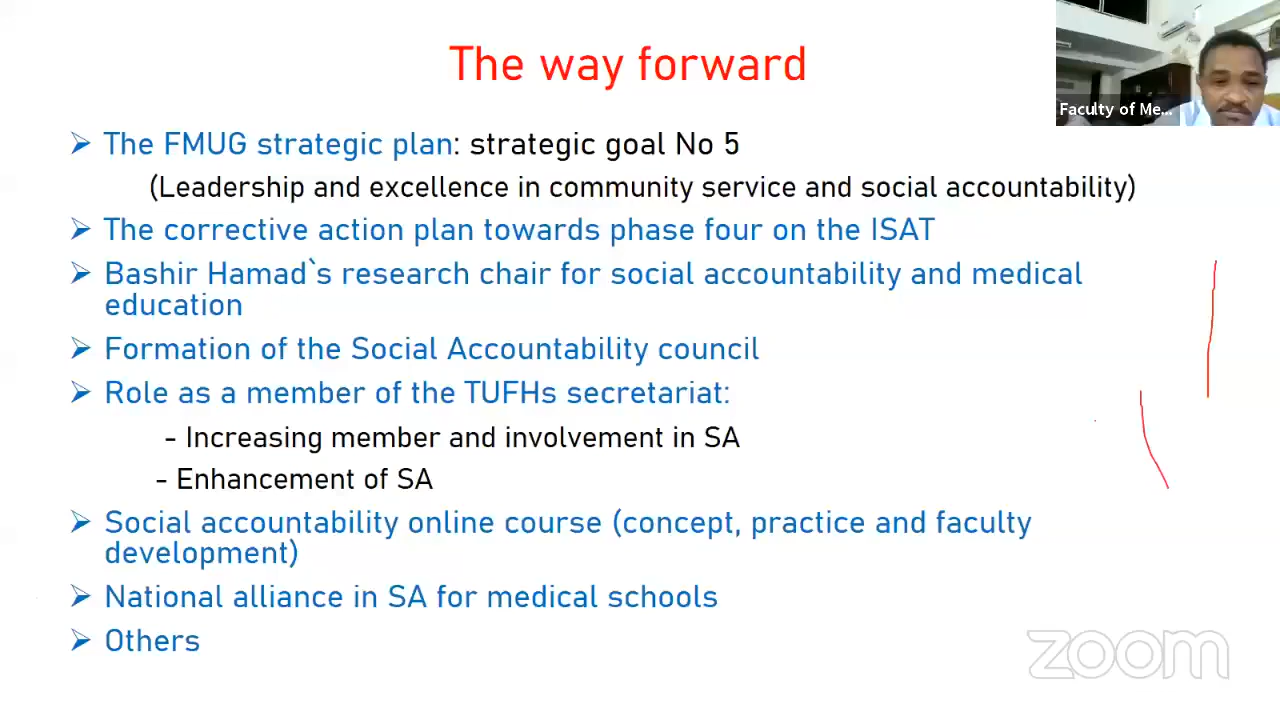 The way forward
Faculty of Me...
➢ The FMUG strategic plan: strategic goal No 5
(Leadership and excellence in community service and social accountability)
➢ The corrective action plan towards phase four on the ISAT
➢ Bashir Hamad`s research chair for social accountability and medical
education
➢ Formation of the Social Accountability council
➢ Role as a member of the TUFHs secretariat:
- Increasing member and involvement in SA
- Enhancement of SA
➢ Social accountability online course (concept, practice and faculty
development)
➢ National alliance in SA for medical schools
➢ Others
zoom